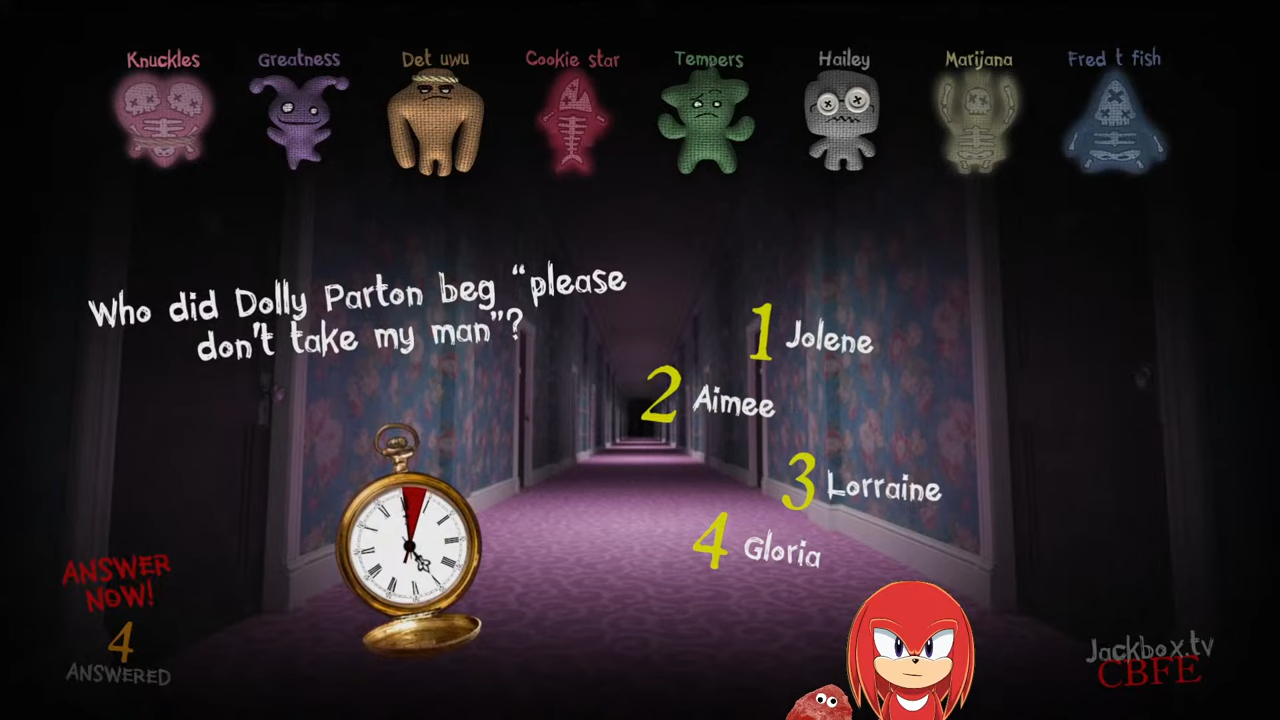 Knuckles
Greatness
Det uwu
Cookie star
Tempers
Hailey
Marijana
Fred t fish
Who did Dolly Parton beg “please
don't take my man”?
1 Jolene
2 Aimee
3 Lorraine
4 Gloria
ANSWER
NOW!
4
ANSWERED
Jackbox.tv
CBFE